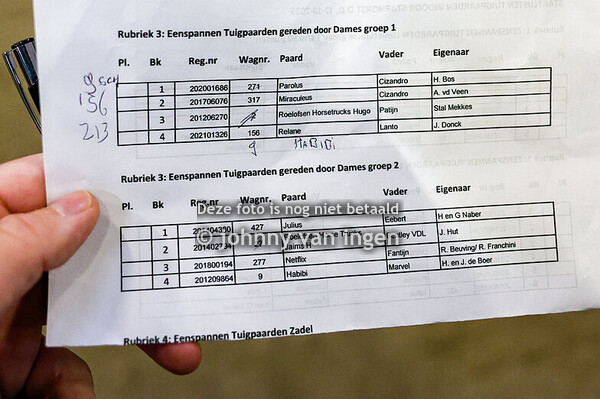 Rubriek 3: Eenspannen Tuigpaarden gereden door Dames groep 1
Pl. Bk Reg.nr Wagnr. Paard Vader Eigenaar
1 202001686 271 Parolus Cizandro H. Bos
2 201706076 317 Miraculeus Cizandro A. vd Veen
3 201206270 Roelofsen Horsetrucks Hugo Patijn Stal Mekkes
4 202101326 156 Relane Lanto J. Donck
9 HABIBI
156
213
Rubriek 3: Eenspannen Tuigpaarden gereden door Dames groep 2
Pl. Bk Reg.nr Wagnr. Paard Vader Eigenaar
1 427 Julius Eebert H en G Naber
2 Jaims H VDL J. Hut
3 201800194 277 Netflix Fantijn R. Beuving/ R. Franchini
4 201209864 9 Habibi Marvel H. en J. de Boer
Deze foto is nog niet betaald
© Johnny van Ingen
Rubriek 4: Eenspannen Tuigpaarden Zadel